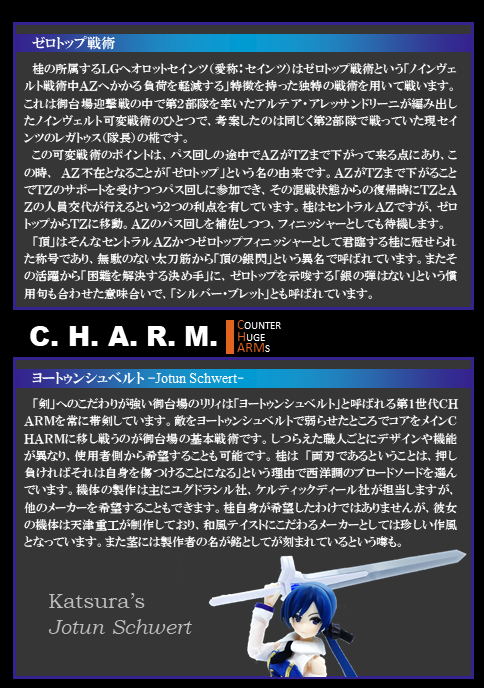 ゼロトップ戦術
桂の所属するLGヘオロットセインツ（愛称：セインツ）はゼロトップ戦術という「ノインヴェ
ルト戦術中AZへかかる負荷を軽減する」特徴を持った独特の戦術を用いて戦います。
これは御台場迎撃戦の中で第2部隊を率いたアルテア・アレッサンドリーニが編み出し
たノインヴェルト可変戦術のひとつで、考案したのは同じく第2部隊で戦っていた現セイ
ンツのレガトゥス（隊長）の椛です。
この可変戦術のポイントは、パス回しの途中でAZがTZまで下がって来る点にあり、こ
の時、AZ不在となることが「ゼロトップ」という名の由来です。AZがTZまで下がること
でTZのサポートを受けつつパス回しに参加でき、その混戦状態からの復帰時にTZとA
Zの人員交代が行えるという2つの利点を有しています。桂はセントラルAZですが、ゼロ
トップからTZに移動。AZのパス回しを補佐しつつ、フィニッシャーとしても待機します。
「頂」はそんなセントラルAZかつゼロトップフィニッシャーとして君臨する桂に冠せられ
た称号であり、無駄のない太刀筋から「頂の銀閃」という異名で呼ばれています。またそ
の活躍から「困難を解決する決め手」に、ゼロトップを示唆する「銀の弾はない」という慣
用句も合わせた意味合いで、「シルバー・ブレット」とも呼ばれています。
C. H. A. R. M.
COUNTER
HUGE
ARMS
ヨートゥンシュベルト -Jotun Schwert-
「剣」へのこだわりが強い御台場のリリィは「ヨートゥンシュベルト」と呼ばれる第1世代CH
ARMを常に帯剣しています。敵をヨートゥンシュベルトで弱らせたところでコアをメインC
HARMに移し戦うのが御台場の基本戦術です。しつらえた職人ごとにデザインや機能
が異なり、使用者側から希望することも可能です。桂は「両刃であるということは、押し
負ければそれは自身を傷つけることになる」という理由で西洋謂のブロードソードを選ん
でいます。機体の製作は主にユグドラシル社、ケルティックディール社が担当しますが、
他のメーカーを希望することもできます。桂自身が希望したわけではありませんが、彼女
の機体は天津重工が制作しており、和風テイストにこだわるメーカーとしては珍しい作風
となっています。また茎には製作者の名が銘としてが刻まれているという噂も。
Katsura's
Jotun Schwert